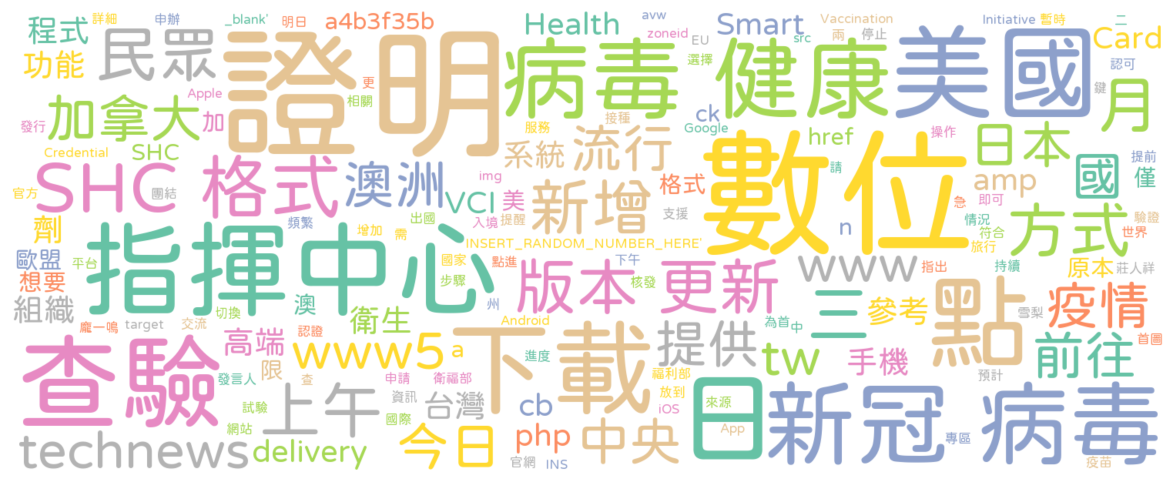 程式
詳細
申辦
_blank'
明日
a4b3f35b
Health
avw
zoneid
EU
Smart
src
Vaccination
兩
停止
Initiative
暫時
二
Card
功能
民眾
證明
更
相關
病毒
選擇
健康
美國
認可
鍵
月
發行
加拿大
Apple
加
SHC
服務
接種
Google
ck
href
操作
日本
提前
Credential
SHC 格式
團結
澳洲
系統
流行
img
格式
請
amp
國
僅
官方
VCI
美
新增
支援
數位
急
即可
劑
頻繁
出國
入境
提醒
n
情況
符合
方式
驗證
世界
歐盟
平台
指揮中心
增加
需
INSERT_RANDOM_NUMBER_HERE'
旅行
想要
國家
點進
下午
www
指出
持續
原本
莊人祥
組織
切換
澳
步驟
州
版本 更新
核發
三
參考
點
疫情
龐一鳴
target
交流
衛生
Android
為首
中
雪梨
首圖
查驗
高端
認證
www5
a
下載
進度
提供
tw
手機
前往
發言人
限
查
申請
衛福部
福利部
放到
預計
試驗
上午
資訊
台灣
iOS
cb
日
來源
新冠 病毒
網站
國際
technews
delivery
今日
php
中央
App
專區
官網
INS
疫苗